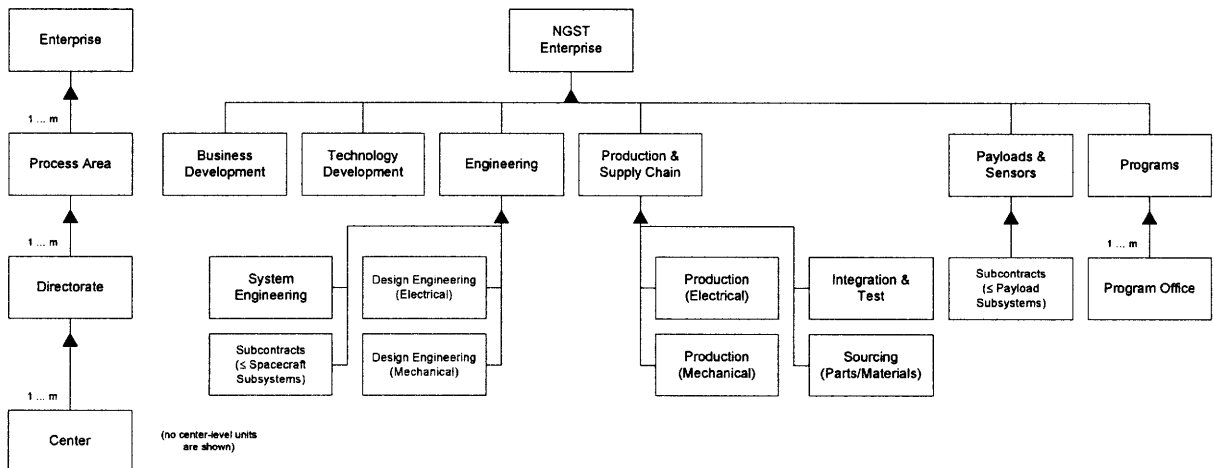 Enterprise
1 ... m
Process Area
1 ... m
Directorate
1 ... m
Center
(no center-level units
are shown)
NGST
Enterprise
Business
Development
Technology
Development
Engineering
Production &
Supply Chain
Payloads &
Sensors
Programs
System
Engineering
Design Engineering
(Electrical)
Subcontracts
(≤ Spacecraft
Subsystems)
Design Engineering
(Mechanical)
Production
(Electrical)
Integration &
Test
Production
(Mechanical)
Sourcing
(Parts/Materials)
Subcontracts
(≤ Payload
Subsystems)
1 ... m
Program Office